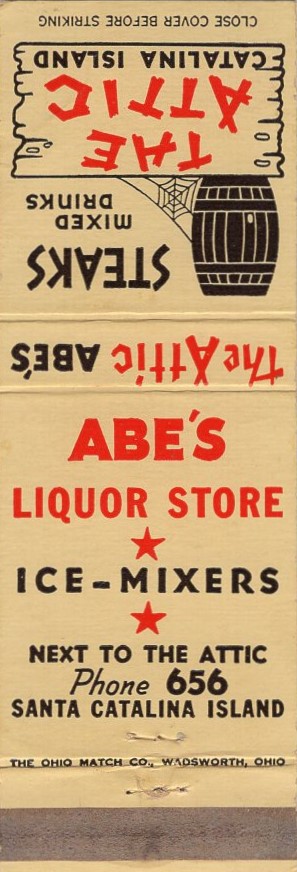 CLOSE COVER BEFORE STRIKING
CATALINA ISLAND
THE
ATTIC
MIXED
DRINKS
STEAKS
The Attic ABE'S
ABE'S
LIQUOR STORE
ICE-MIXERS
NEXT TO THE ATTIC
Phone 656
SANTA CATALINA ISLAND
THE OHIO MATCH CO., WADSWORTH, OHIO